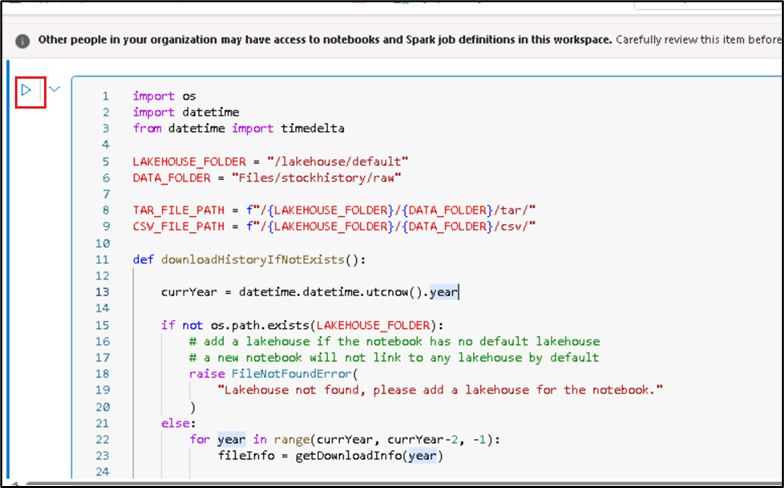 Other people in your organization may have access to notebooks and Spark job definitions in this workspace. Carefully review this item before
1 import os
2 import datetime
3 from datetime import timedelta
4
5 LAKEHOUSE_FOLDER = "/lakehouse/default"
6 DATA_FOLDER = "Files/stockhistory/raw"
7
8 TAR_FILE_PATH = f"/{LAKEHOUSE_FOLDER}/{DATA_FOLDER}/tar/"
9 CSV_FILE_PATH = f"/{LAKEHOUSE_FOLDER}/{DATA_FOLDER}/csv/"
10
11 def downloadHistoryIfNotExists():
12
13     currYear = datetime.datetime.utcnow().year
14
15     if not os.path.exists(LAKEHOUSE_FOLDER):
16         # add a lakehouse if the notebook has no default lakehouse
17         # a new notebook will not link to any lakehouse by default
18         raise FileNotFoundError(
19             "Lakehouse not found, please add a lakehouse for the notebook."
20         )
21     else:
22         for year in range(currYear, currYear-2, -1):
23             fileInfo = getDownloadInfo(year)
24